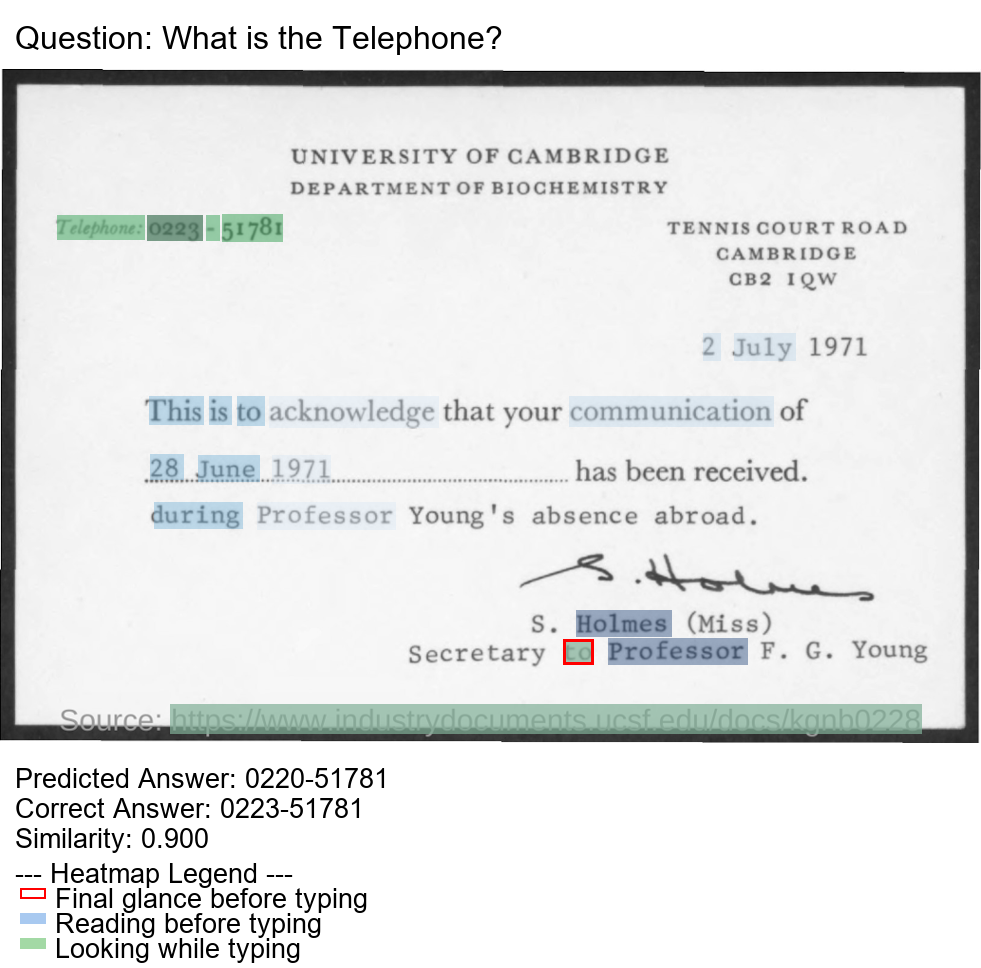 Question: What is the Telephone?
UNIVERSITY OF CAMBRIDGE
DEPARTMENT OF BIOCHEMISTRY
Telephone: 0223-51781
TENNIS COURT ROAD
CAMBRIDGE
CB2 1QW
2 July 1971
This is to acknowledge that your communication of
28 June 1971 has been received.
during Professor Young's absence abroad.
S. Holmes
S. Holmes (Miss)
Secretary to Professor F. G. Young
Source: https://www.industrydocuments.ucsf.edu/docs/kgnb0228
Predicted Answer: 0220-51781
Correct Answer: 0223-51781
Similarity: 0.900
--- Heatmap Legend ---
Final glance before typing
Reading before typing
Looking while typing